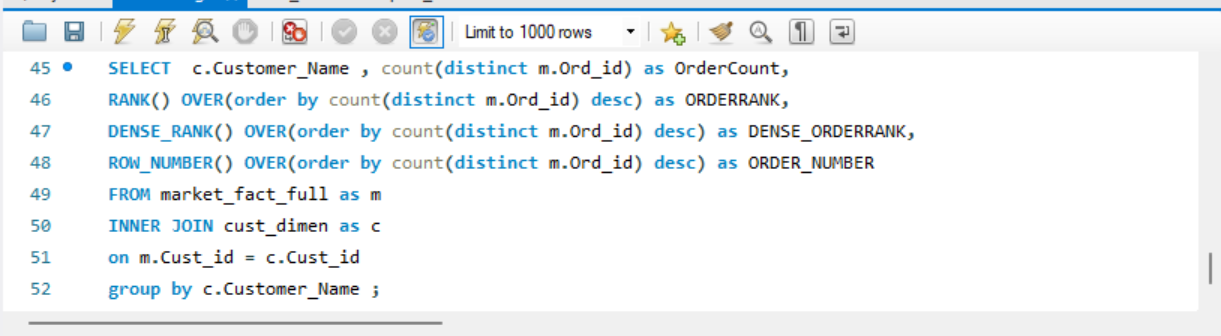 Limit to 1000 rows
45 SELECT c.Customer_Name , count(distinct m.Ord_id) as OrderCount,
46 RANK() OVER(order by count(distinct m.Ord_id) desc) as ORDERRANK,
47 DENSE_RANK() OVER(order by count(distinct m.Ord_id) desc) as DENSE_ORDERRANK,
48 ROW_NUMBER() OVER(order by count(distinct m.Ord_id) desc) as ORDER_NUMBER
49 FROM market_fact_full as m
50 INNER JOIN cust_dimen as c
51 on m.Cust_id = c.Cust_id
52 group by c.Customer_Name ;